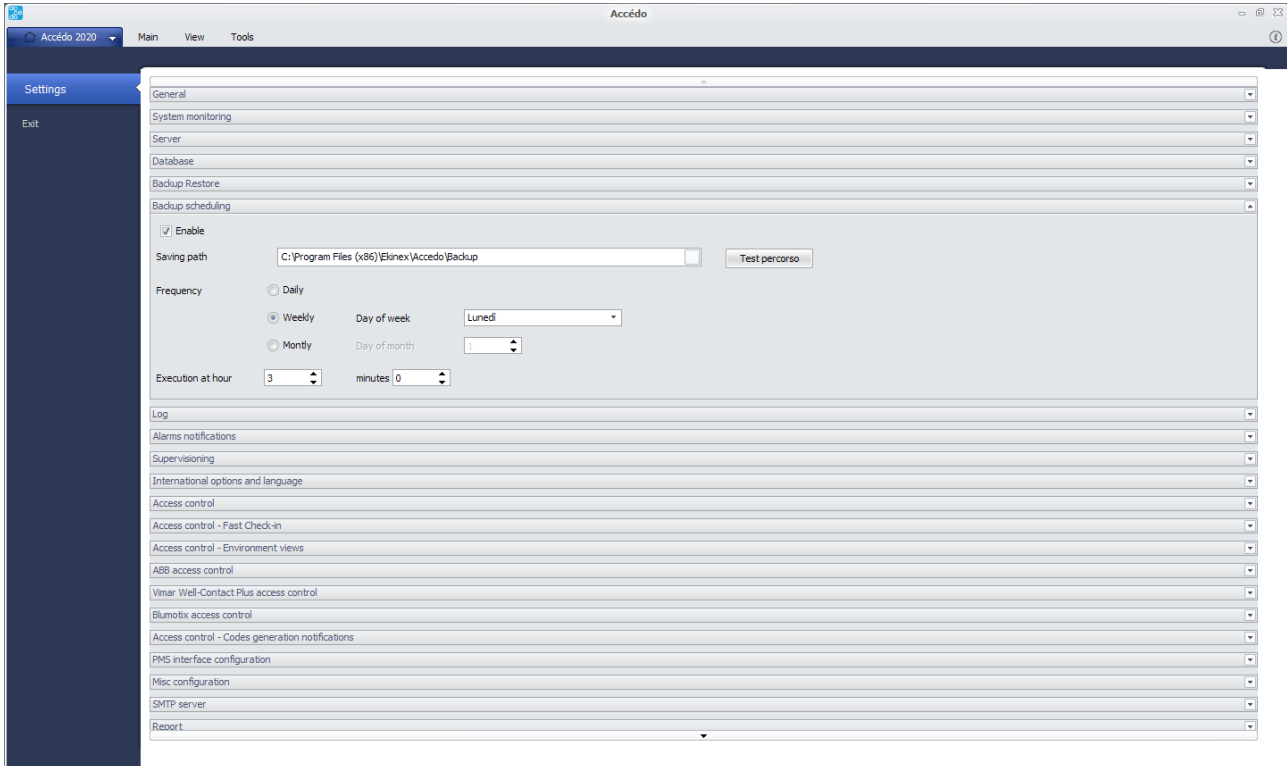 Accédo
Accédo 2020 Main View Tools
Settings
Exit
General
System monitoring
Server
Database
Backup Restore
Backup scheduling
Enable
Saving path C:\Program Files (x86)\Ekinex\Accedo\Backup Test percorso
Frequency Daily
Weekly Day of week Lunedì
Montly Day of month 1
Execution at hour 3 minutes 0
Log
Alarms notifications
Supervisioning
International options and language
Access control
Access control - Fast Check-in
Access control - Environment views
ABB access control
Vimar Well-Contact Plus access control
Blumotix access control
Access control - Codes generation notifications
PMS interface configuration
Misc configuration
SMTP server
Report